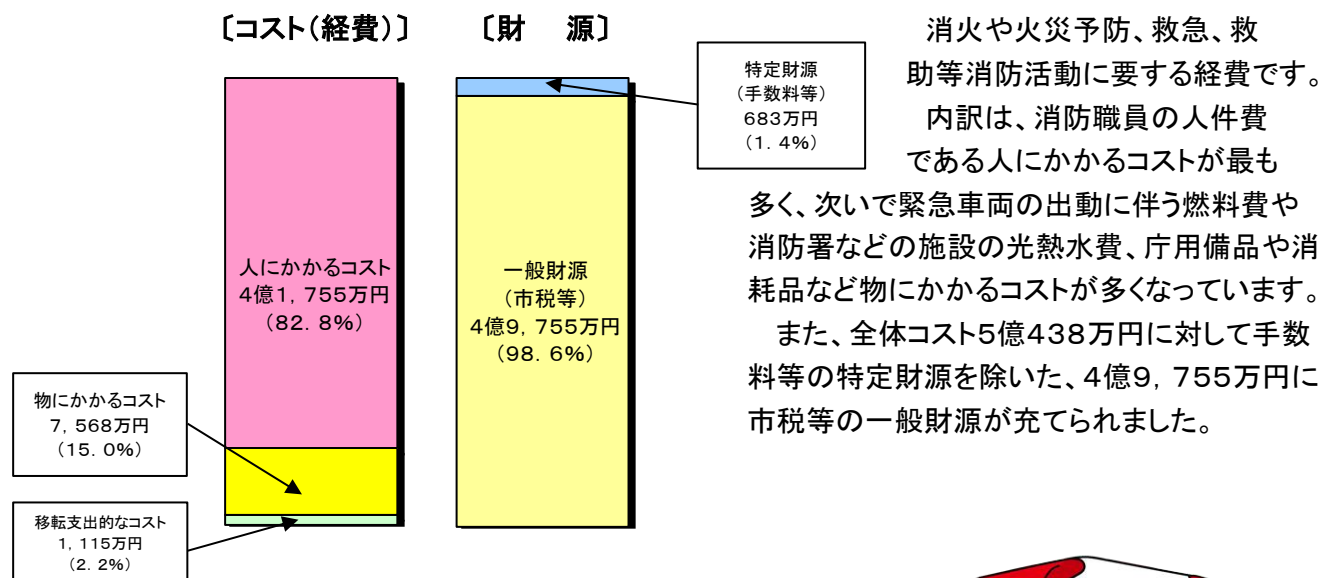 〔コスト(経費)〕
〔財　源〕
人にかかるコスト
4億1，755万円
(82．8%)
物にかかるコスト
7，568万円
(15．0%)
移転支出的なコスト
1，115万円
(2．2%)
特定財源
(手数料等)
683万円
(1．4%)
一般財源
(市税等)
4億9，755万円
(98．6%)
消火や火災予防、救急、救
助等消防活動に要する経費です。
内訳は、消防職員の人件費
である人にかかるコストが最も
多く、次いで緊急車両の出動に伴う燃料費や
消防署などの施設の光熱水費、庁用備品や消
耗品など物にかかるコストが多くなっています。
また、全体コスト5億438万円に対して手数
料等の特定財源を除いた、4億9，755万円に
市税等の一般財源が充てられました。